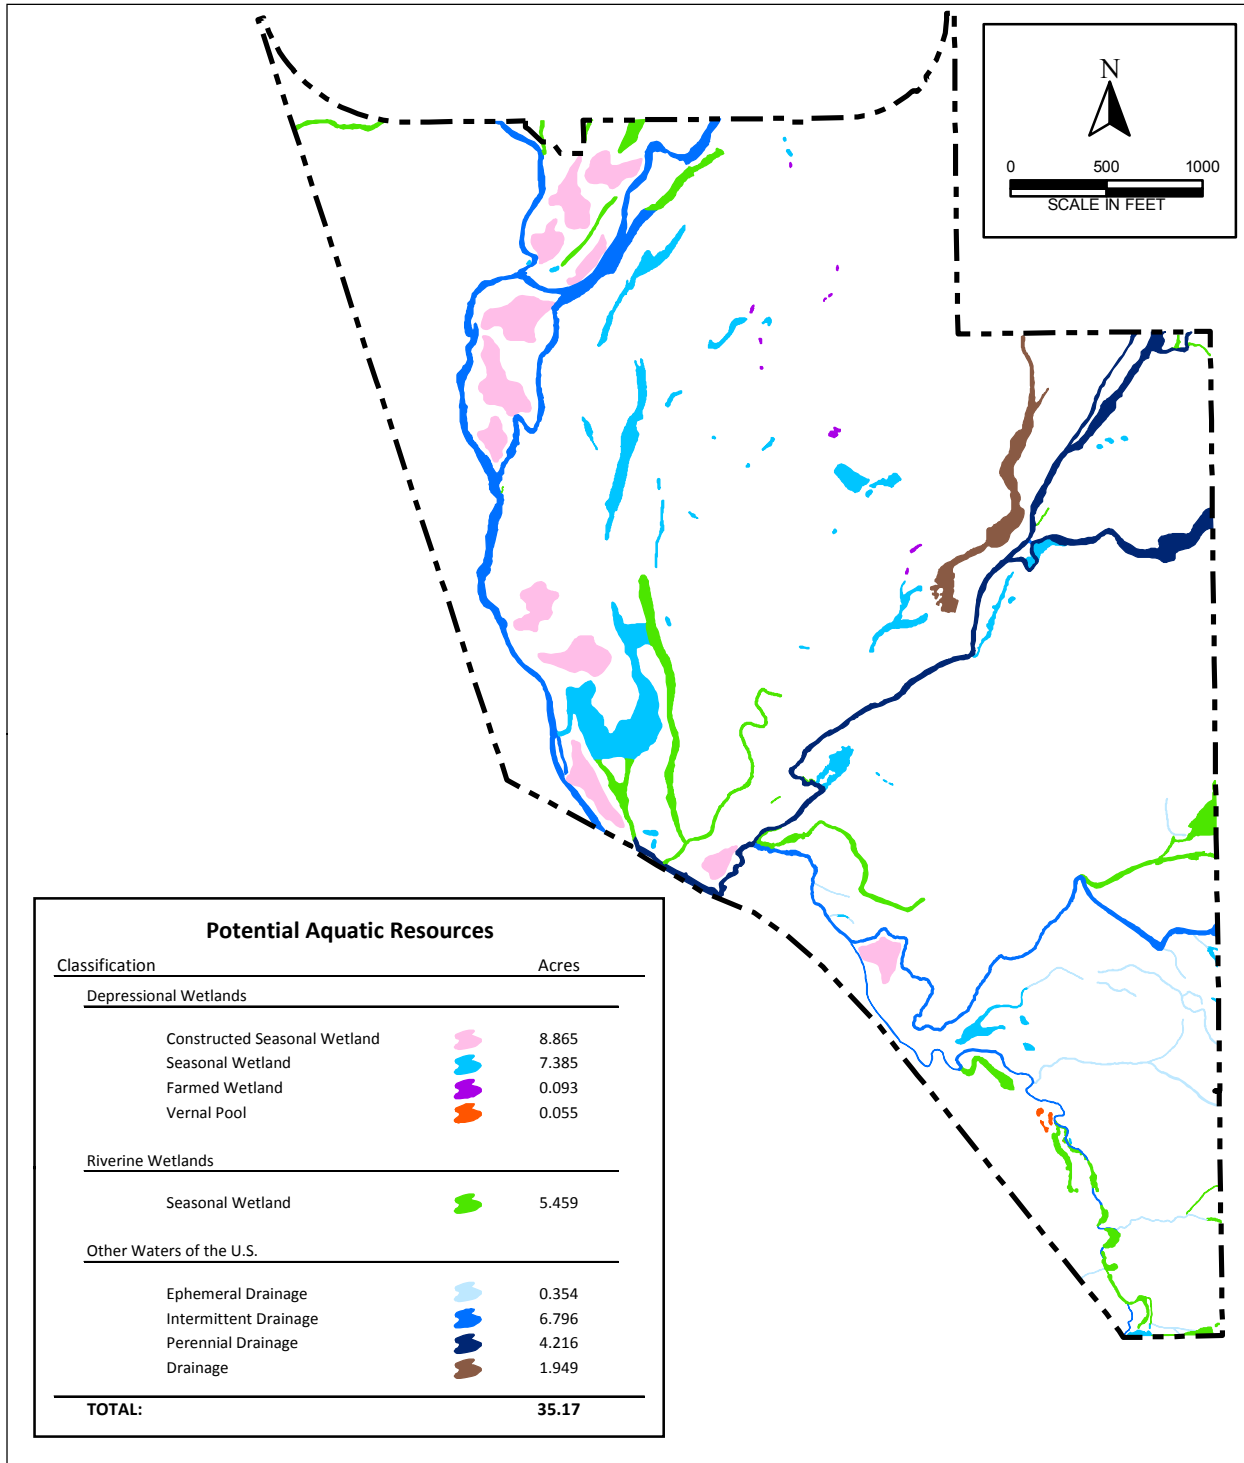 N
0 500 1000
SCALE IN FEET
Potential Aquatic Resources
Classification Acres
Depressional Wetlands
Constructed Seasonal Wetland 8.865
Seasonal Wetland 7.385
Farmed Wetland 0.093
Vernal Pool 0.055
Riverine Wetlands
Seasonal Wetland 5.459
Other Waters of the U.S.
Ephemeral Drainage 0.354
Intermittent Drainage 6.796
Perennial Drainage 4.216
Drainage 1.949
TOTAL: 35.17